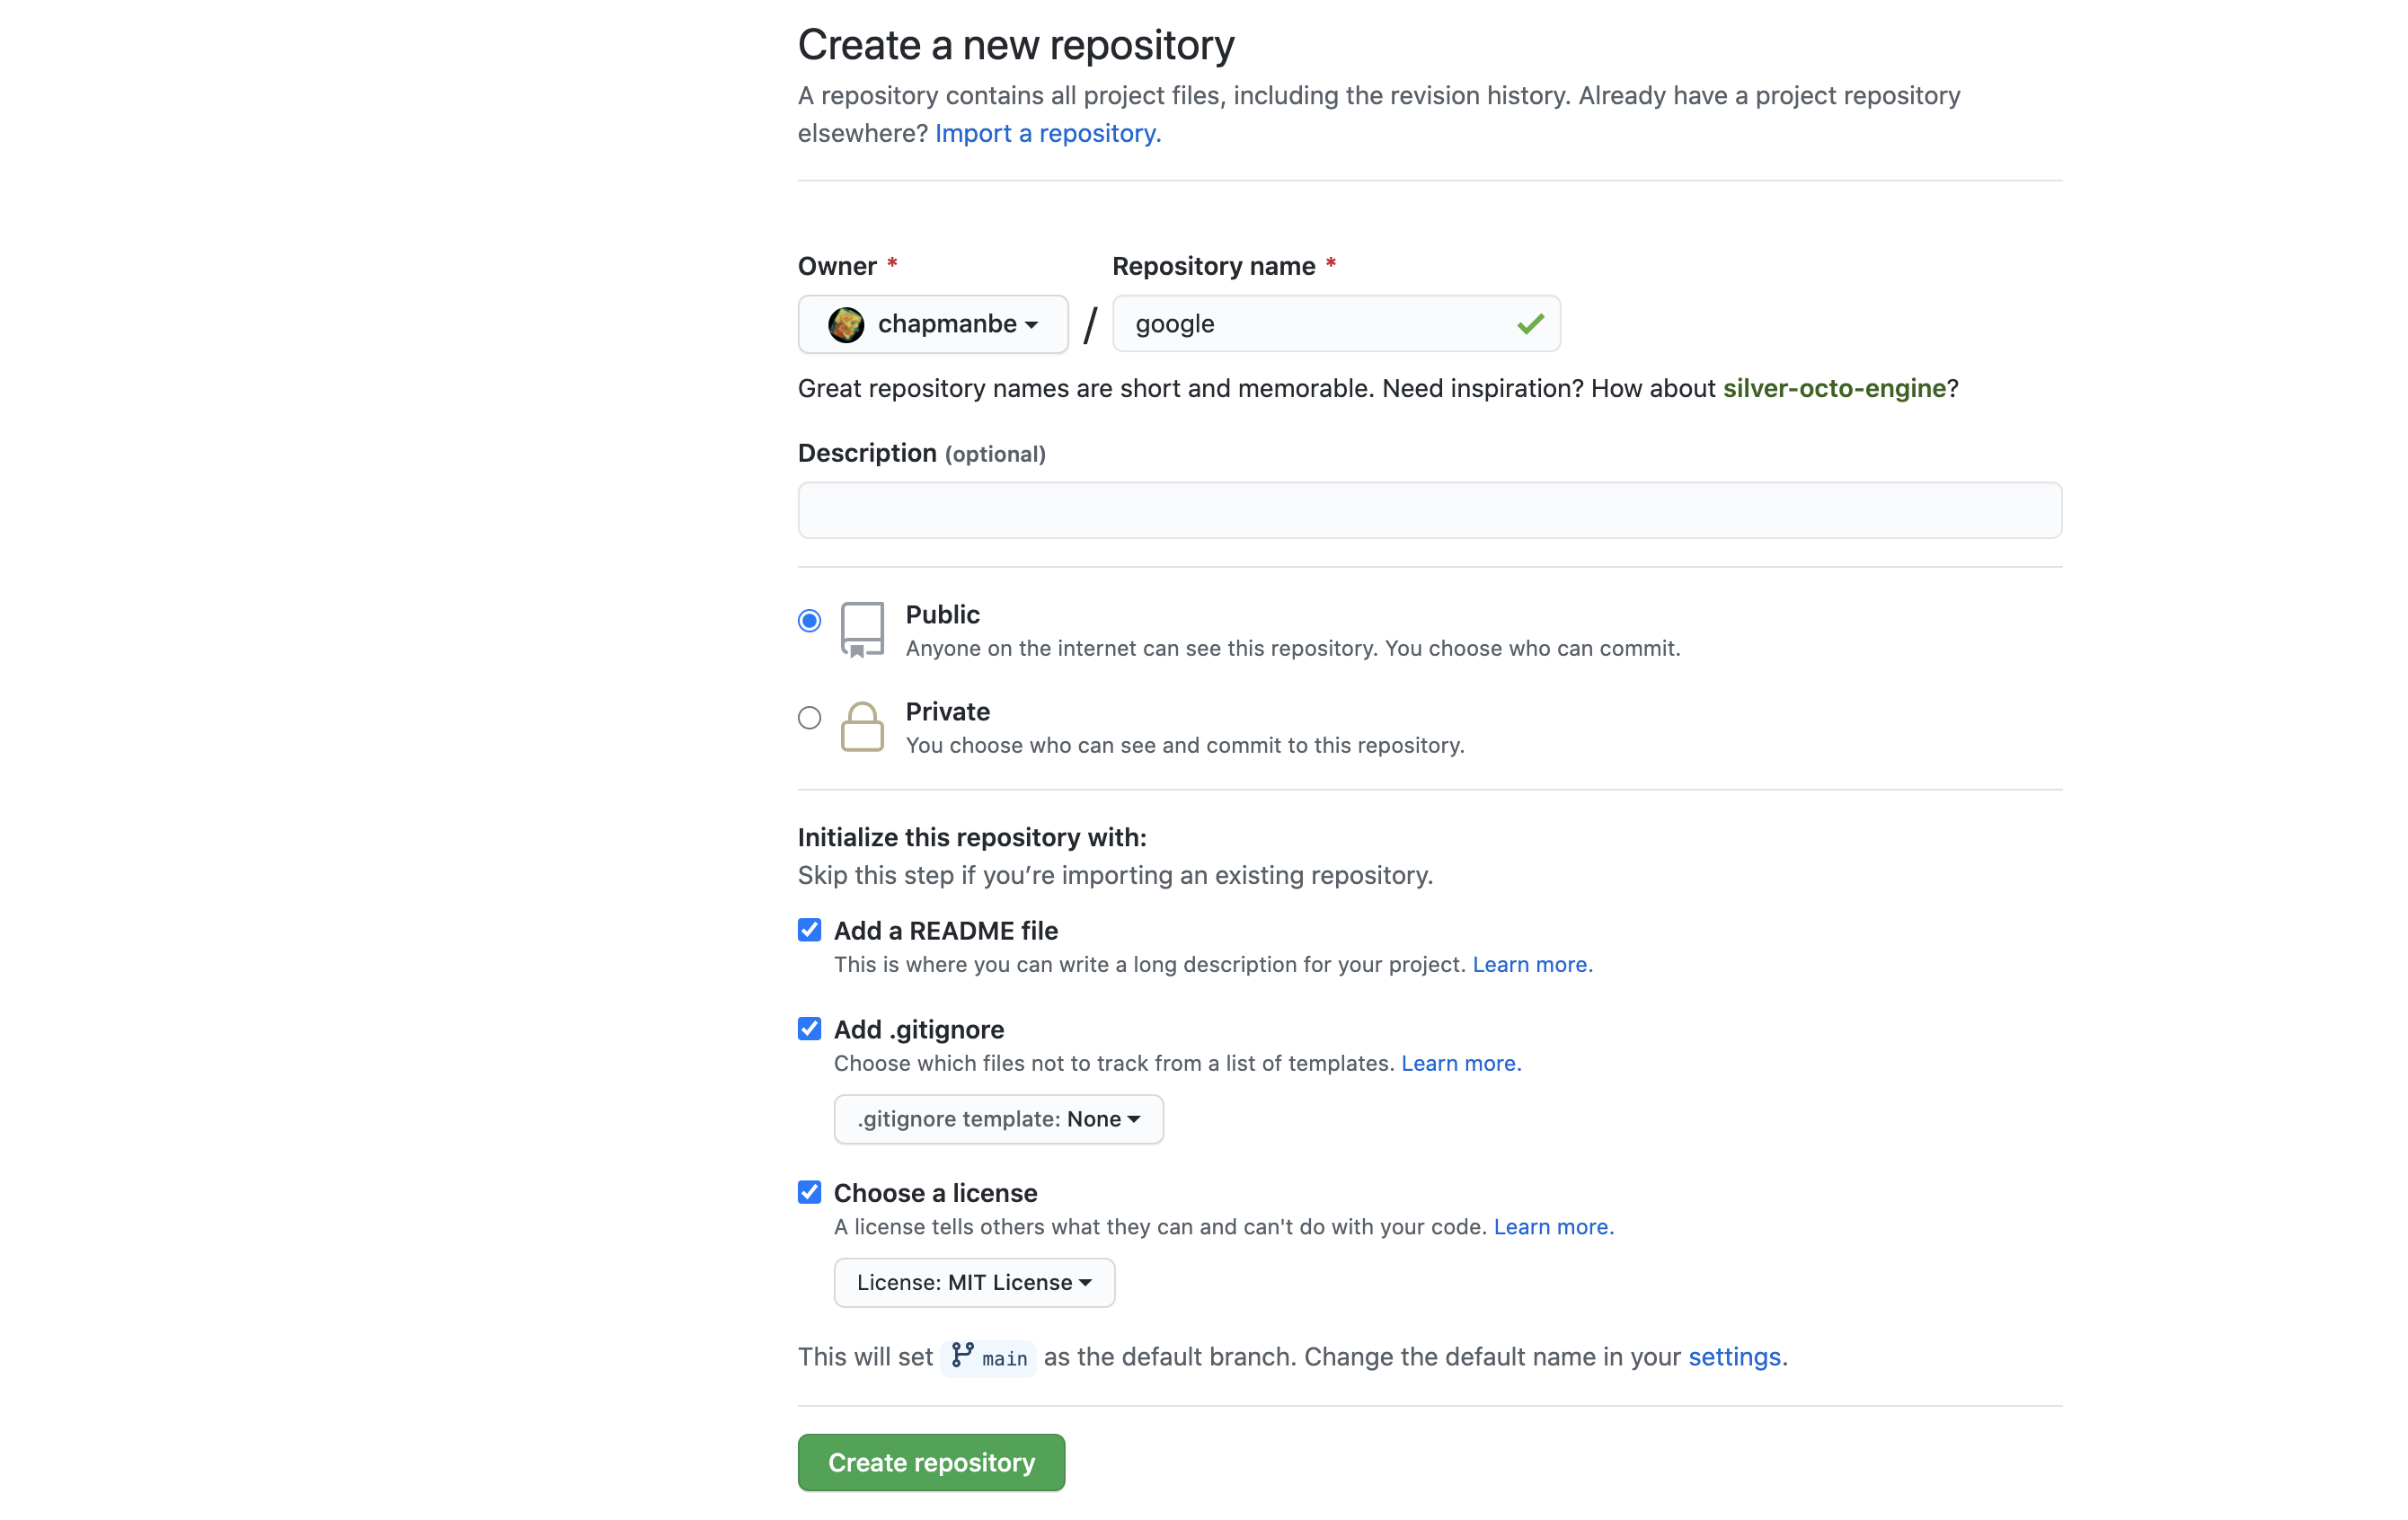 Create a new repository
A repository contains all project files, including the revision history. Already have a project repository
elsewhere? Import a repository.
Owner * Repository name *
chapmanbe / google
Great repository names are short and memorable. Need inspiration? How about silver-octo-engine?
Description (optional)
Public
Anyone on the internet can see this repository. You choose who can commit.
Private
You choose who can see and commit to this repository.
Initialize this repository with:
Skip this step if you’re importing an existing repository.
Add a README file
This is where you can write a long description for your project. Learn more.
Add .gitignore
Choose which files not to track from a list of templates. Learn more.
.gitignore template: None
Choose a license
A license tells others what they can and can't do with your code. Learn more.
License: MIT License
This will set main as the default branch. Change the default name in your settings.
Create repository